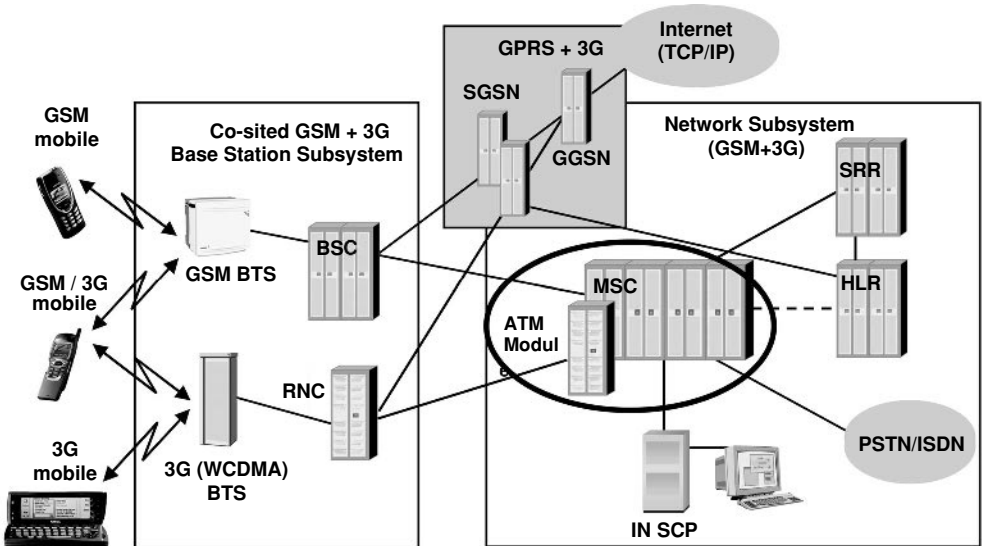 Internet
(TCP/IP)
GPRS + 3G
SGSN
GGSN
GSM
mobile
Co-sited GSM + 3G
Base Station Subsystem
Network Subsystem
(GSM+3G)
SRR
BSC
GSM BTS
GSM / 3G
mobile
MSC
HLR
ATM
Modul
e
RNC
3G
mobile
3G (WCDMA)
BTS
PSTN/ISDN
IN SCP